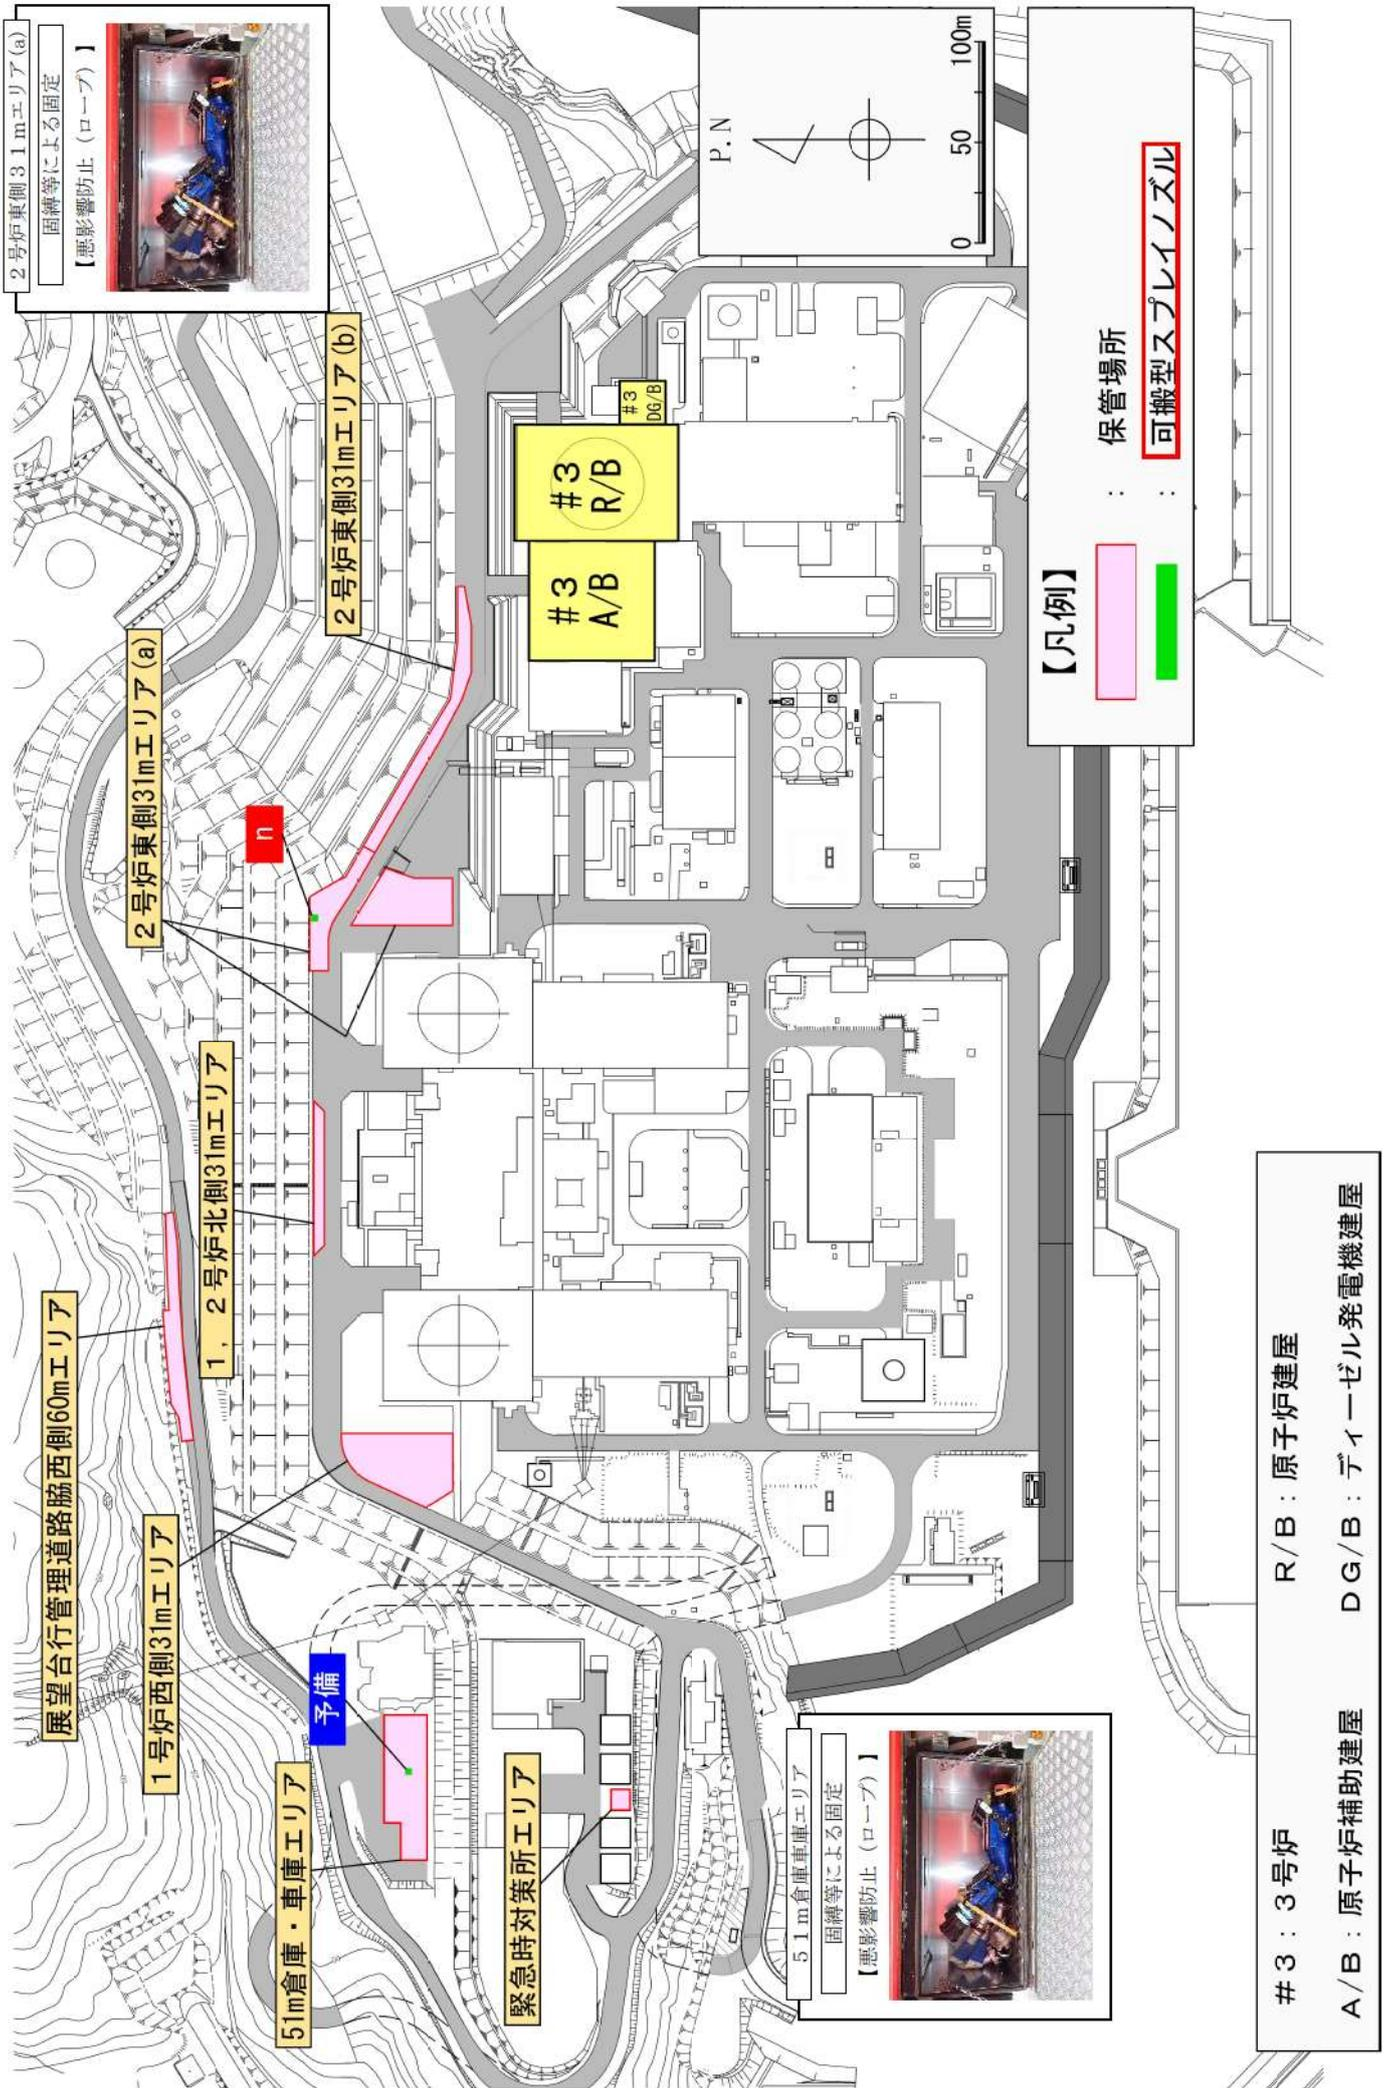 ２号炉東側３１ｍエリア(a)
固縛等による固定
【悪影響防止（ロープ）】
展望台行管理道路脇西側60mエリア
１号炉西側31mエリア
１，２号炉北側31mエリア
２号炉東側31mエリア(a)
２号炉東側31mエリア(b)
51m倉庫・車庫エリア
予備
n
緊急時対策所エリア
#3
A/B
#3
R/B
#3
DG/B
P.N
0 50 100m
【凡例】
： 保管場所
： 可搬型スプレイノズル
５１ｍ倉庫車庫エリア
固縛等による固定
【悪影響防止（ロープ）】
#３：３号炉 R/B：原子炉建屋
A/B：原子炉補助建屋 DG/B：ディーゼル発電機建屋